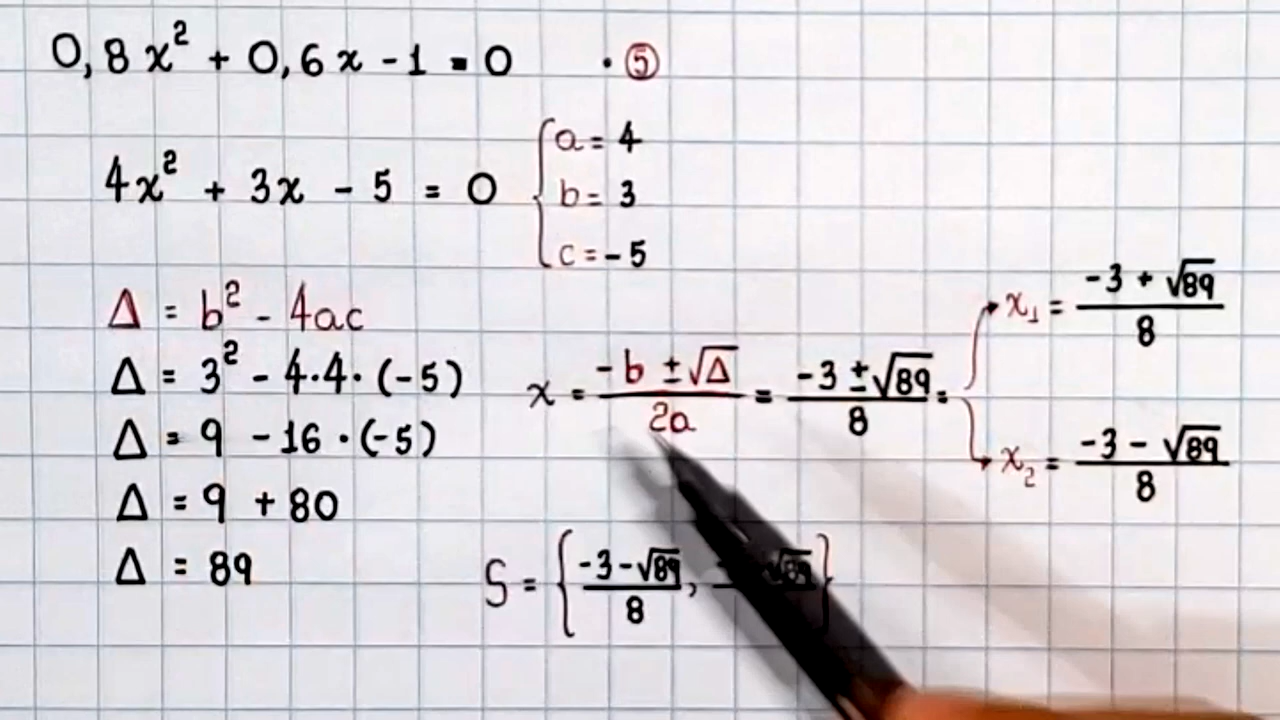 0,8x² + 0,6x - 1 = 0 · ⑤
4x² + 3x - 5 = 0
a = 4
b = 3
c = -5
Δ = b² - 4ac
Δ = 3² - 4·4·(-5)
Δ = 9 - 16·(-5)
Δ = 9 + 80
Δ = 89
x = (-b ± √Δ)/2a = (-3 ± √89)/8 =
x₁ = (-3 + √89)/8
x₂ = (-3 - √89)/8
S = { (-3 - √89)/8 , √89 }